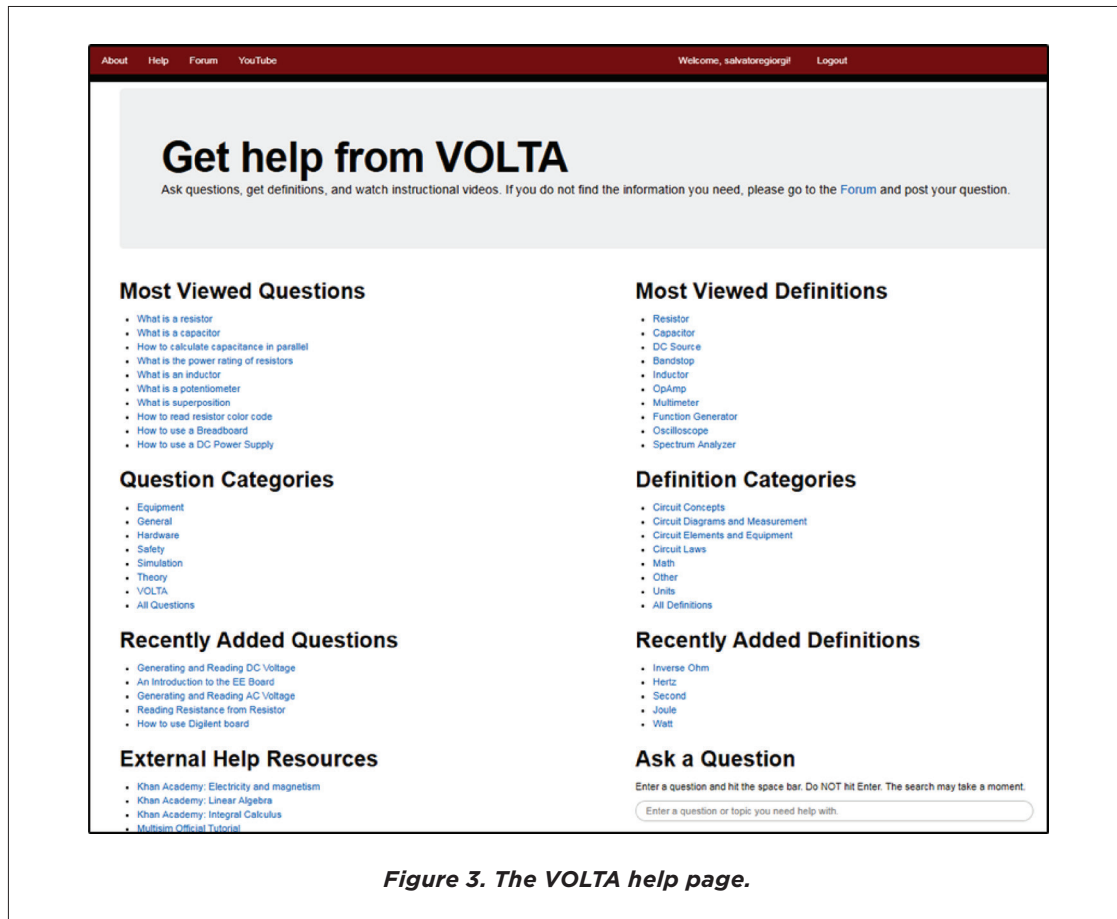 About Help Forum YouTube Welcome, salvatoregiorgi! Logout
Get help from VOLTA
Ask questions, get definitions, and watch instructional videos. If you do not find the information you need, please go to the Forum and post your question.
Most Viewed Questions
What is a resistor
What is a capacitor
How to calculate capacitance in parallel
What is the power rating of resistors
What is an inductor
What is a potentiometer
What is superposition
How to read resistor color code
How to use a Breadboard
How to use a DC Power Supply
Most Viewed Definitions
Resistor
Capacitor
DC Source
Bandstop
Inductor
OpAmp
Multimeter
Function Generator
Oscilloscope
Spectrum Analyzer
Question Categories
Equipment
General
Hardware
Safety
Simulation
Theory
VOLTA
All Questions
Definition Categories
Circuit Concepts
Circuit Diagrams and Measurement
Circuit Elements and Equipment
Circuit Laws
Math
Other
Units
All Definitions
Recently Added Questions
Generating and Reading DC Voltage
An Introduction to the EE Board
Generating and Reading AC Voltage
Reading Resistance from Resistor
How to use Digilent board
Recently Added Definitions
Inverse Ohm
Hertz
Second
Joule
Watt
External Help Resources
Khan Academy: Electricity and magnetism
Khan Academy: Linear Algebra
Khan Academy: Integral Calculus
Multisim Official Tutorial
Ask a Question
Enter a question and hit the space bar. Do NOT hit Enter. The search may take a moment.
Enter a question or topic you need help with.
Figure 3. The VOLTA help page.